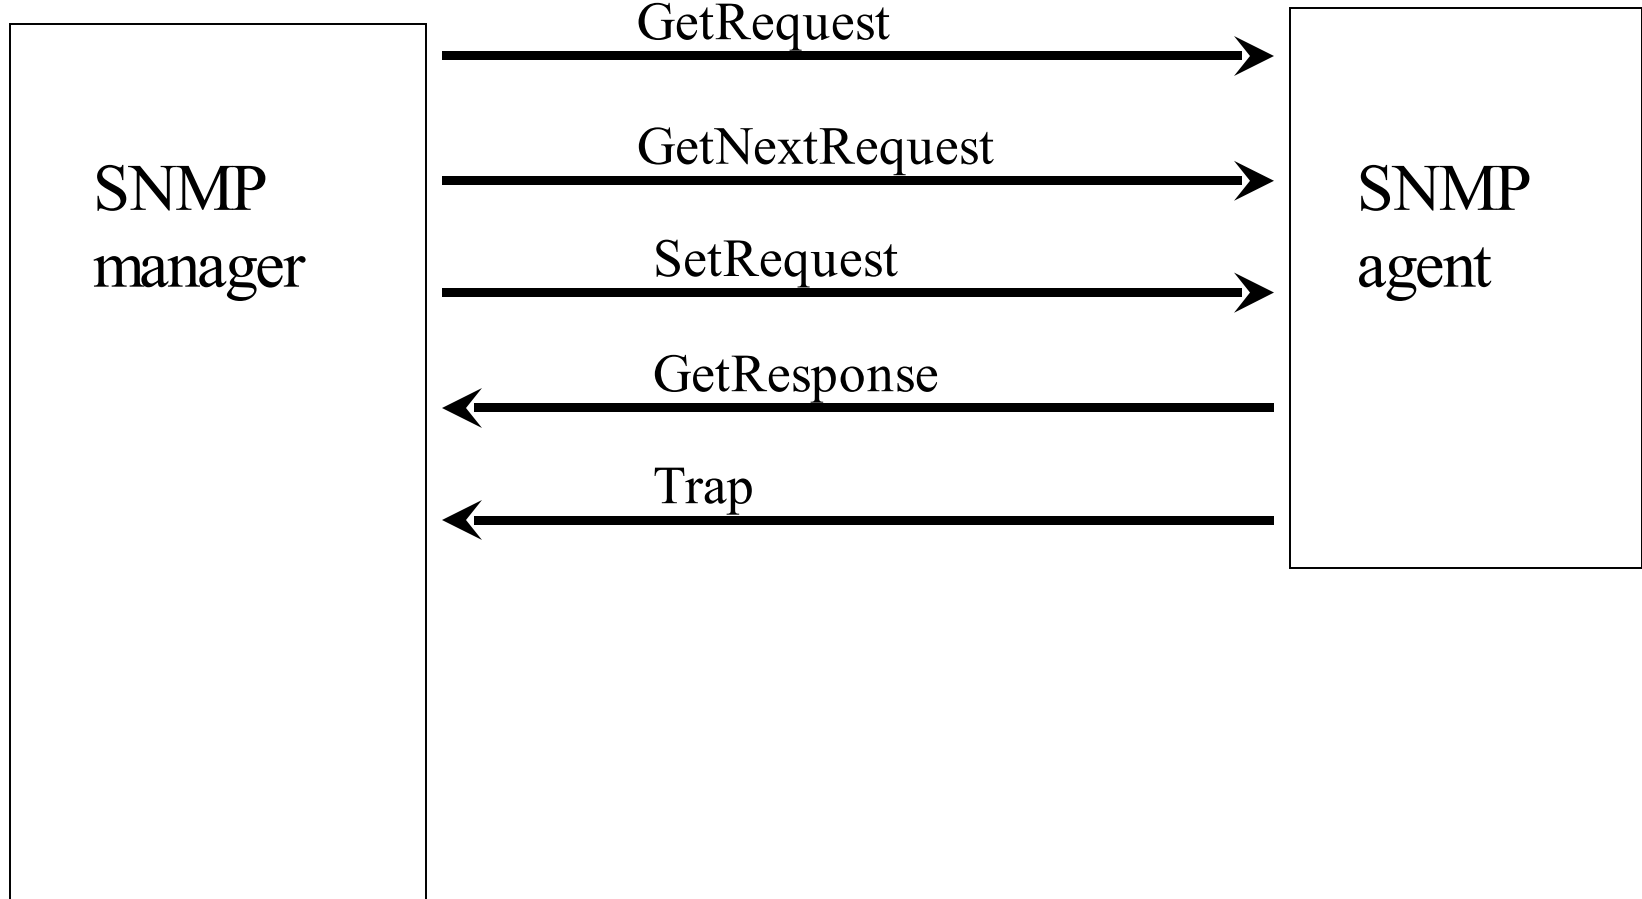 GetRequest
GetNextRequest
SNMP
manager
SNMP
agent
SetRequest
GetResponse
Trap